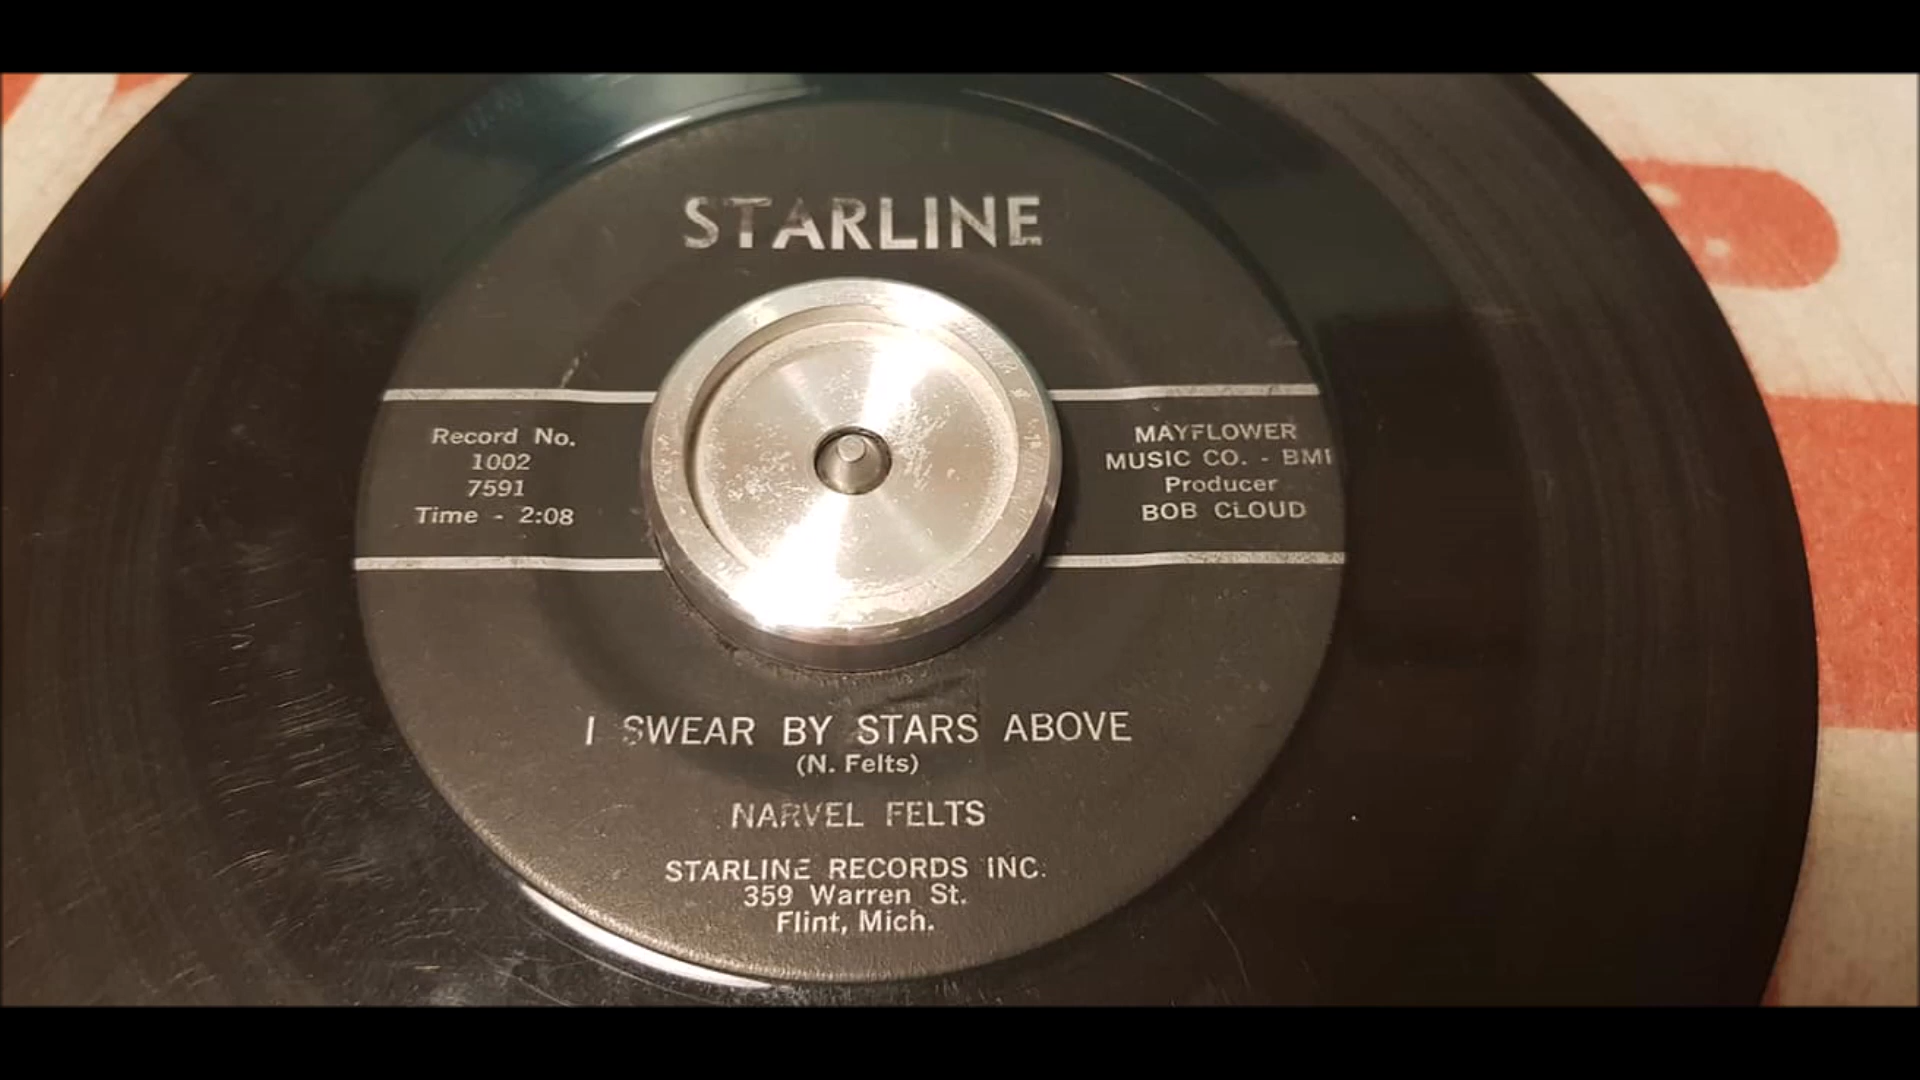 STARLINE
Record No.
1002
7591
Time - 2:08
MAYFLOWER
MUSIC CO. - BMI
Producer
BOB CLOUD
I SWEAR BY STARS ABOVE
(N. Felts)
NARVEL FELTS
STARLINE RECORDS INC.
359 Warren St.
Flint, Mich.